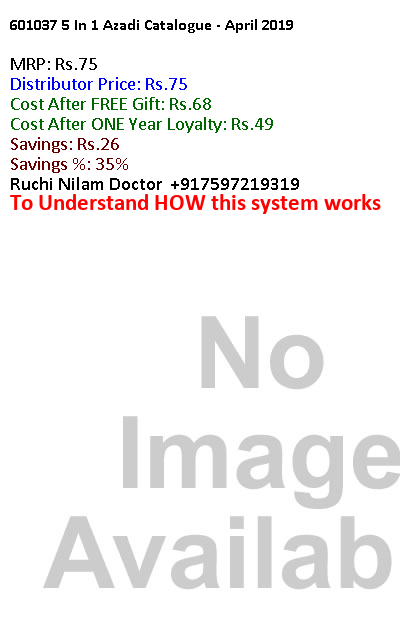 601037 5 In 1 Azadi Catalogue - April 2019
MRP: Rs.75
Distributor Price: Rs.75
Cost After FREE Gift: Rs.68
Cost After ONE Year Loyalty: Rs.49
Savings: Rs.26
Savings %: 35%
Ruchi Nilam Doctor +917597219319
To Understand HOW this system works
No
Image
Availab